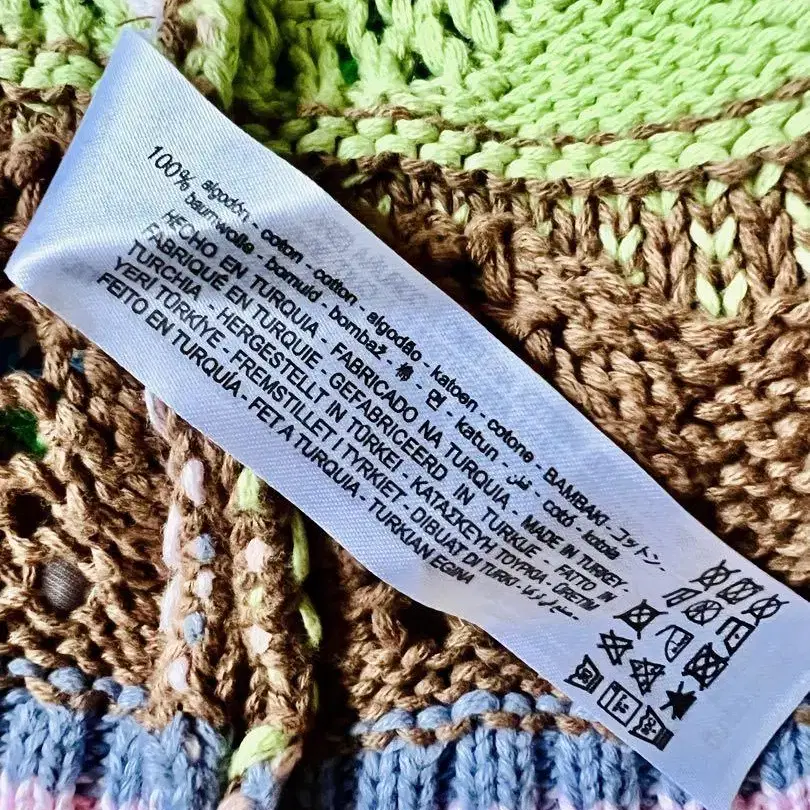 100% algodón - coton - cotton - algodão - katoen - cotone - BAMBAKI - コットン -
baumwolle - bomuld - bombaž - 棉 - 면 - katun - قطن - cotó - kotoia
HECHO EN TURQUIA - FABRICADO NA TURQUIA - MADE IN TURKEY -
FABRIQUÉ EN TURQUIE - GEFABRICEERD IN TURKIJE - FATTO IN
TURCHIA - HERGESTELLT IN TÜRKEI - ΚΑΤΑΣΚΕΥΗ ΤΟΥΡΚΙΑ - ÜRETİM
YERİ TÜRKİYE - FREMSTILLET I TYRKIET - DIBUAT DI TURKI -
FEITO EN TURQUÍA - FET A TURQUIA - TURKIAN EGINA